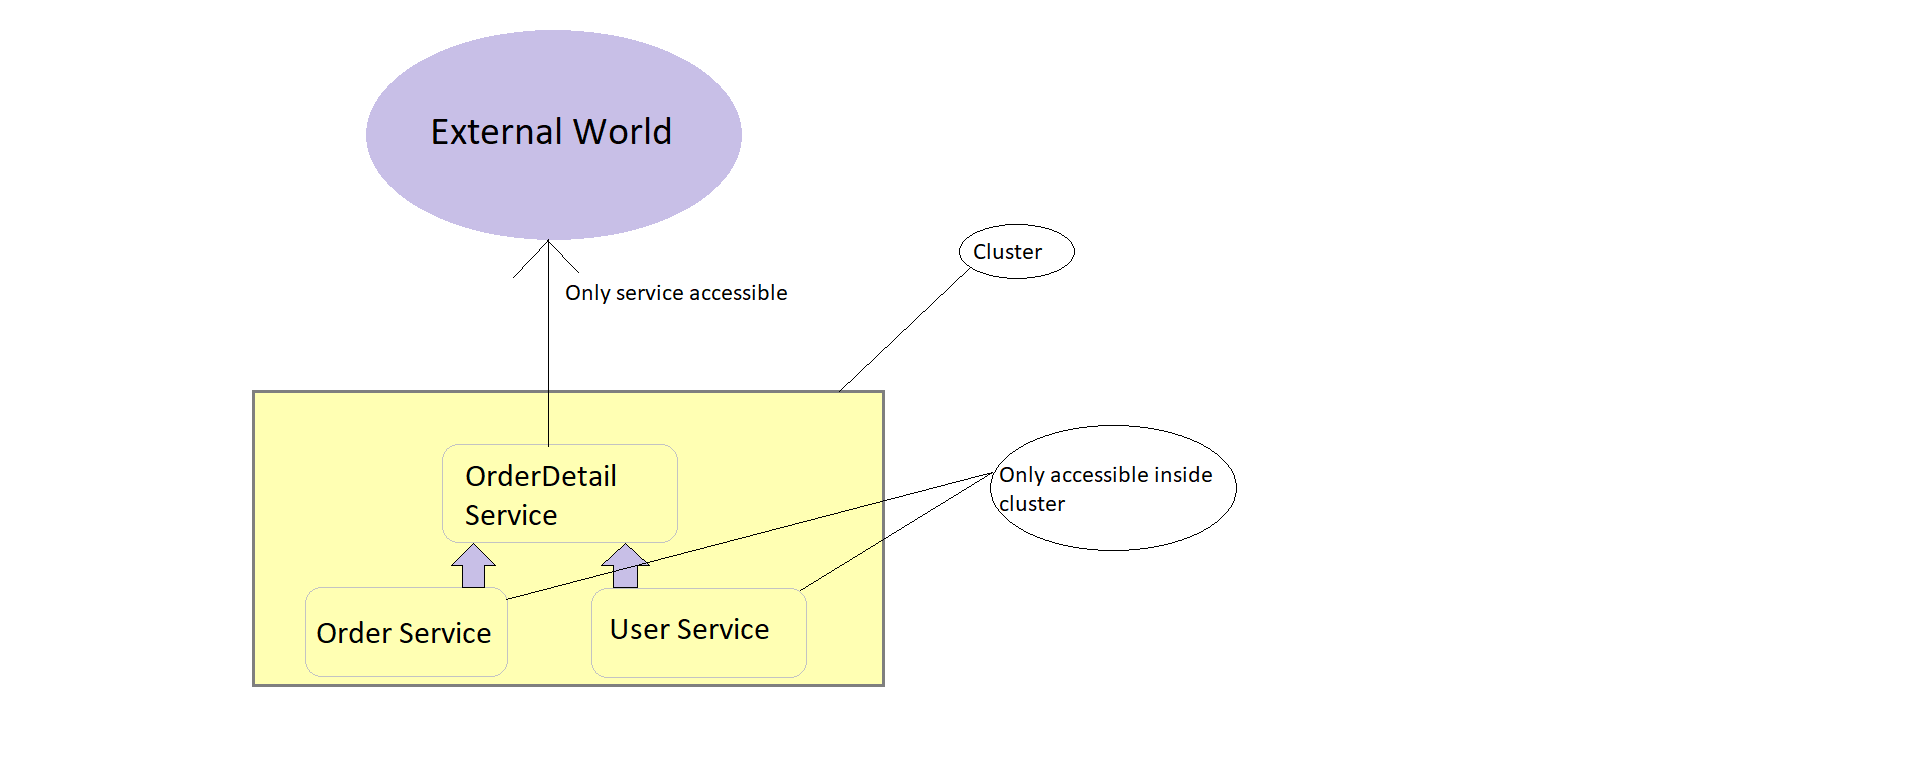 External World
Cluster
Only service accessible
OrderDetail
Service
Only accessible inside
cluster
Order Service
User Service